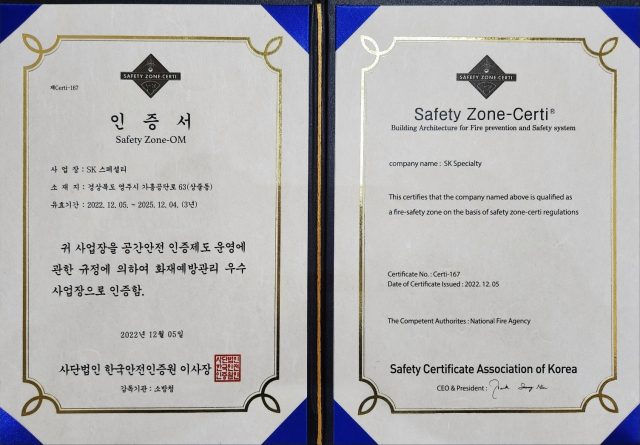 SAFETY ZONE-CERTI
제Certi-167
인 증 서
Safety Zone-OM
사 업 장 : SK 스페셜티
소 재 지 : 경상북도 영주시 가흥공단로 63(상줄동)
유효기간 : 2022. 12. 05. ~ 2025. 12. 04. (3년)
귀 사업장을 공간안전 인증제도 운영에
관한 규정에 의하여 화재예방관리 우수
사업장으로 인증함.
2022년 12월 05일
사단법인 한국안전인증원 이사장
감독기관 : 소방청
SAFETY ZONE-CERTI
Safety Zone-Certi®
Building Architecture for Fire prevention and Safety system
company name : SK Specialty
This certifies that the company named above is qualified as
a fire-safety zone on the basis of safety zone-certi regulations
Certificate No. : Certi-167
Date of Certificate Issued : 2022. 12. 05
The Competent Authorites : National Fire Agency
Safety Certificate Association of Korea
CEO & President :